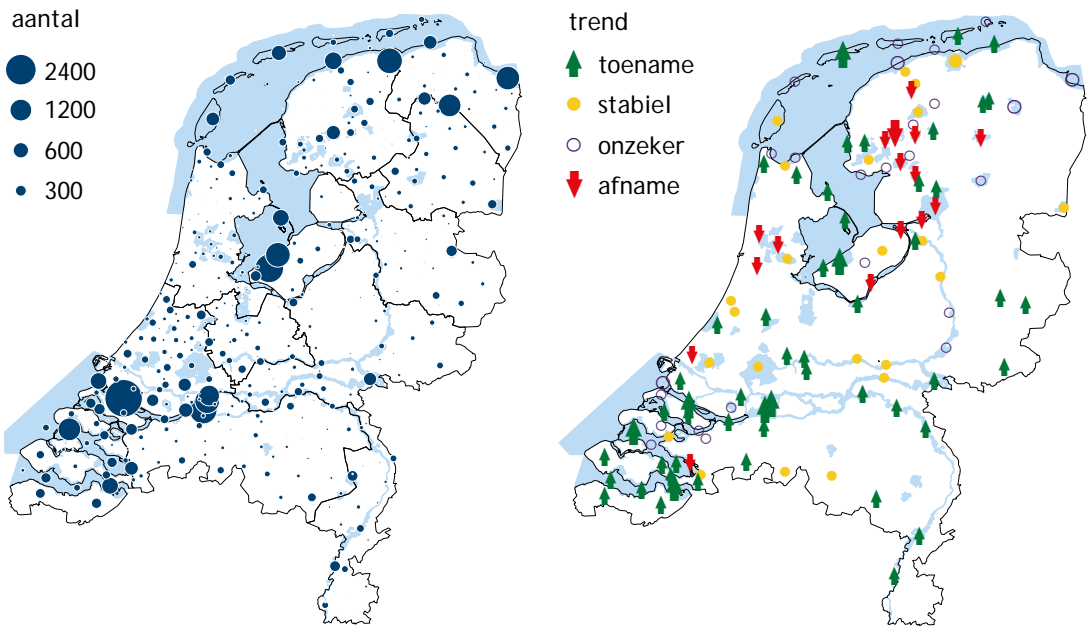 aantal
2400
1200
600
300
trend
toename
stabiel
onzeker
afname